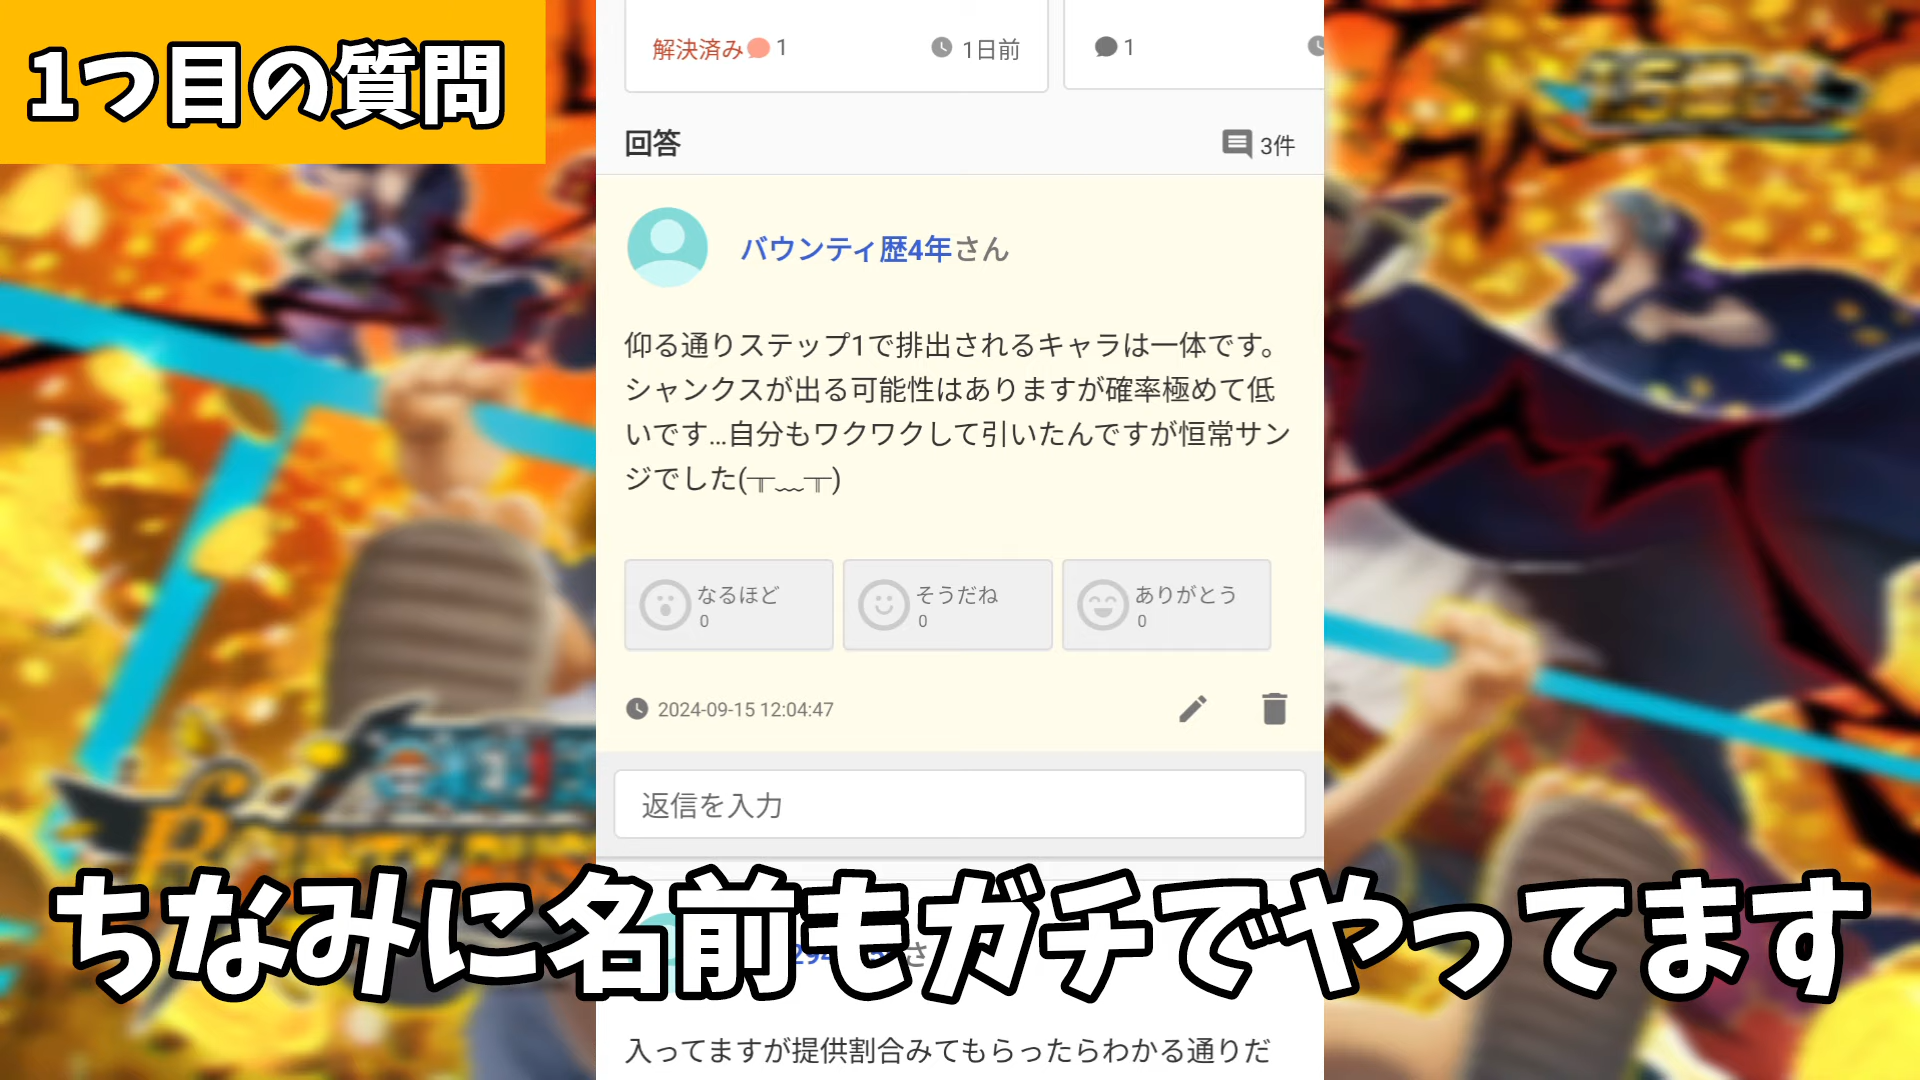 1つ目の質問
解決済み 1
1日前
1
回答
3件
バウンティ歴4年さん
仰る通りステップ1で排出されるキャラは一体です。
シャンクスが出る可能性はありますが確率極めて低
いです...自分もワクワクして引いたんですが恒常サン
ジでした(╥﹏╥)
なるほど
0
そうだね
0
ありがとう
0
2024-09-15 12:04:47
返信を入力
ちなみに名前もガチでやってます
入ってますが提供割合みてもらったらわかる通りだ